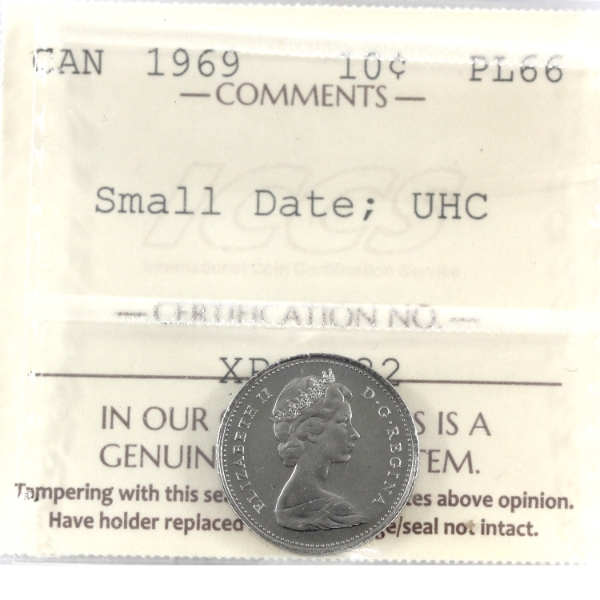 CAN 1969 10¢ PL66
— COMMENTS —
Small Date; UHC
ICCS
International Coin Certification Service
— CERTIFICATION NO. —
IN OUR S IS A
GENUIN TEM.
Tampering with this se es above opinion.
Have holder replaced ge/seal not intact.
ELIZABETH II D·G·REGINA